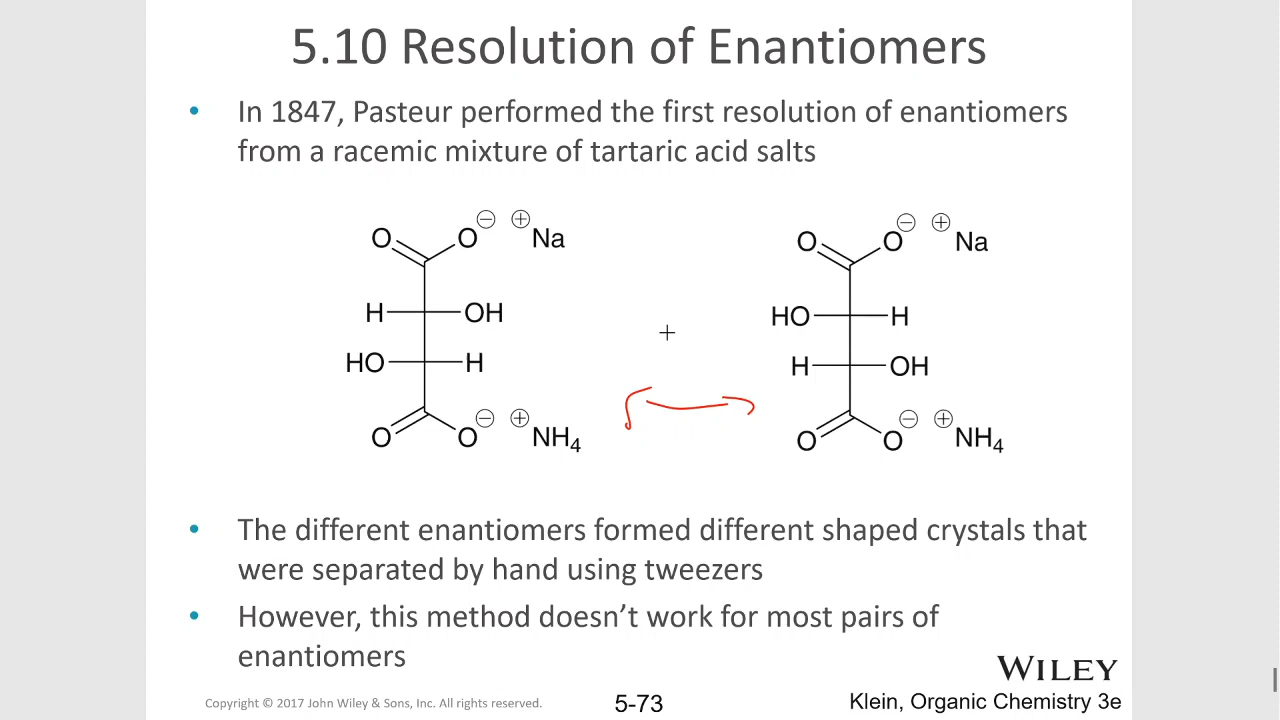 5.10 Resolution of Enantiomers
• In 1847, Pasteur performed the first resolution of enantiomers
from a racemic mixture of tartaric acid salts
O O ⊖ ⊕ Na
H OH
HO H
O O ⊖ ⊕ NH₄
+
O O ⊖ ⊕ Na
HO H
H OH
O O ⊖ ⊕ NH₄
• The different enantiomers formed different shaped crystals that
were separated by hand using tweezers
• However, this method doesn’t work for most pairs of
enantiomers
WILEY
Copyright © 2017 John Wiley & Sons, Inc. All rights reserved.
5-73
Klein, Organic Chemistry 3e